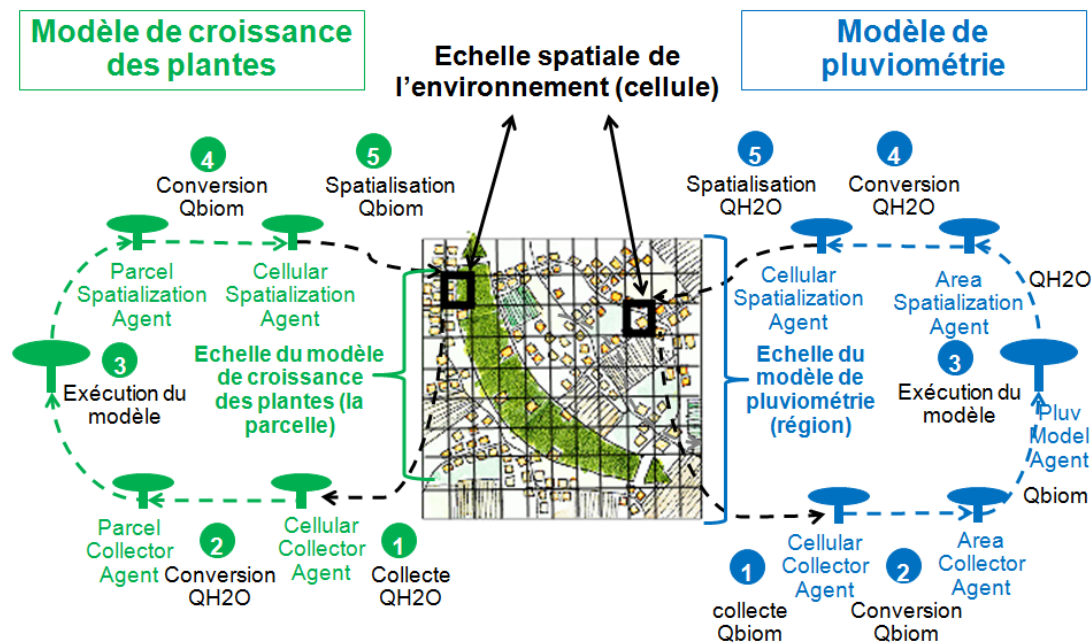 Modèle de croissance
des plantes
Echelle spatiale de
l'environnement (cellule)
Modèle de
pluviométrie
4
Conversion
Qbiom
5
Spatialisation
Qbiom
5
Spatialisation
QH2O
4
Conversion
QH2O
Parcel
Spatialization
Agent
Cellular
Spatialization
Agent
Cellular
Spatialization
Agent
Area
Spatialization
Agent
QH2O
3
Exécution du
modèle
Echelle du modèle
de croissance
des plantes (la
parcelle)
Echelle du
modèle de
pluviométrie
(région)
3
Exécution du
modèle
Pluv
Model
Agent
Qbiom
Parcel
Collector
Agent
2
Conversion
QH2O
Cellular
Collector
Agent
1
Collecte
QH2O
1
collecte
Qbiom
Cellular
Collector
Agent
2
Conversion
Qbiom
Area
Collector
Agent